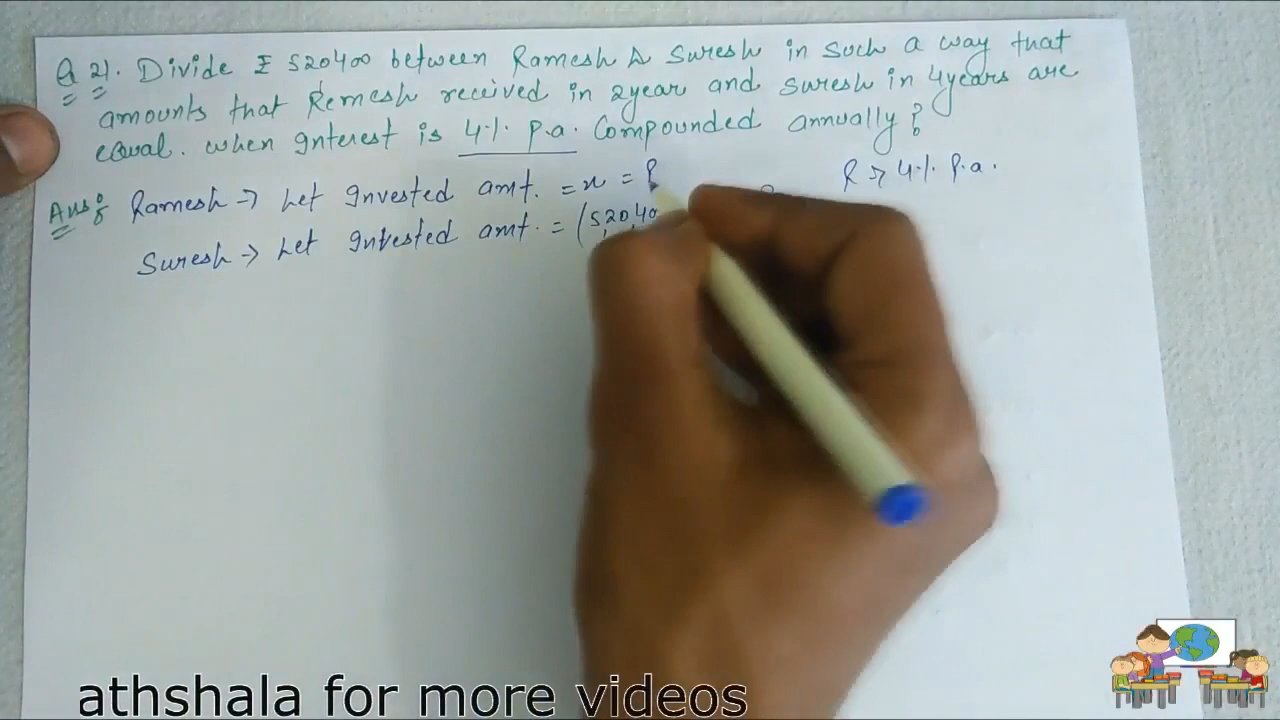 Q 21. Divide ₹ 520400 between Ramesh & Suresh in such a way that
amounts that Remesh received in 2year and Suresh in 4years are
equal. when Interest is 4% p.a. Compounded annually?
R → 4% p.a.
Ans: Ramesh → Let Invested amt. = x = P
Suresh → Let Invested amt. = (52040
athshala for more videos